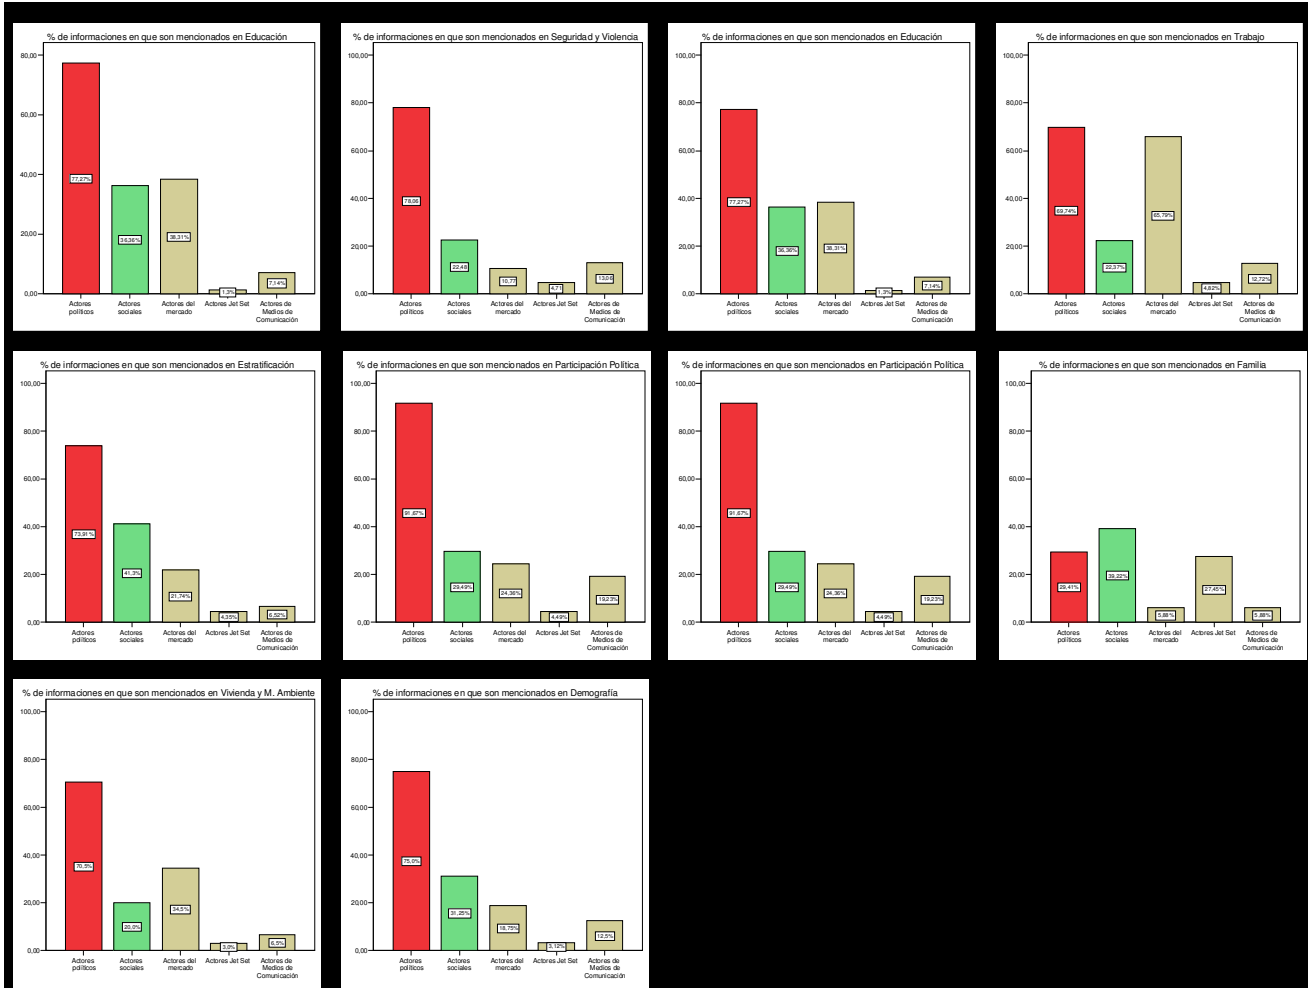 % de informaciones en que son mencionados en Educación
80,00
60,00
40,00
20,00
0,00
77,27%
36,36%
38,31%
1,3%
7,14%
Actores políticos
Actores sociales
Actores del mercado
Actores Jet Set
Actores de Medios de Comunicación
% de informaciones en que son mencionados en Seguridad y Violencia
100,00
80,00
60,00
40,00
20,00
0,00
78,06
22,48
10,77
4,71
13,06
Actores políticos
Actores sociales
Actores del mercado
Actores Jet Set
Actores de Medios de Comunicación
% de informaciones en que son mencionados en Educación
100,00
80,00
60,00
40,00
20,00
0,00
77,27%
36,36%
38,31%
1,3%
7,14%
Actores políticos
Actores sociales
Actores del mercado
Actores Jet Set
Actores de Medios de Comunicación
% de informaciones en que son mencionados en Trabajo
100,00
80,00
60,00
40,00
20,00
0,00
69,74%
22,37%
65,79%
4,82%
12,72%
Actores políticos
Actores sociales
Actores del mercado
Actores Jet Set
Actores de Medios de Comunicación
% de informaciones en que son mencionados en Estratificación
100,00
80,00
60,00
40,00
20,00
0,00
73,91%
41,3%
21,74%
4,35%
6,52%
Actores políticos
Actores sociales
Actores del mercado
Actores Jet Set
Actores de Medios de Comunicación
% de informaciones en que son mencionados en Participación Política
100,00
80,00
60,00
40,00
20,00
0,00
91,67%
29,49%
24,36%
4,49%
19,23%
Actores políticos
Actores sociales
Actores del mercado
Actores Jet Set
Actores de Medios de Comunicación
% de informaciones en que son mencionados en Participación Política
100,00
80,00
60,00
40,00
20,00
0,00
91,67%
29,49%
24,36%
4,49%
19,23%
Actores políticos
Actores sociales
Actores del mercado
Actores Jet Set
Actores de Medios de Comunicación
% de informaciones en que son mencionados en Familia
100,00
80,00
60,00
40,00
20,00
0,00
29,41%
39,22%
5,88%
27,45%
5,88%
Actores políticos
Actores sociales
Actores del mercado
Actores Jet Set
Actores de Medios de Comunicación
% de informaciones en que son mencionados en Vivienda y M. Ambiente
100,00
80,00
60,00
40,00
20,00
0,00
70,5%
20,0%
34,5%
3,0%
6,5%
Actores políticos
Actores sociales
Actores del mercado
Actores Jet Set
Actores de Medios de Comunicación
% de informaciones en que son mencionados en Demografía
100,00
80,00
60,00
40,00
20,00
0,00
75,0%
31,25%
18,75%
3,12%
12,5%
Actores políticos
Actores sociales
Actores del mercado
Actores Jet Set
Actores de Medios de Comunicación